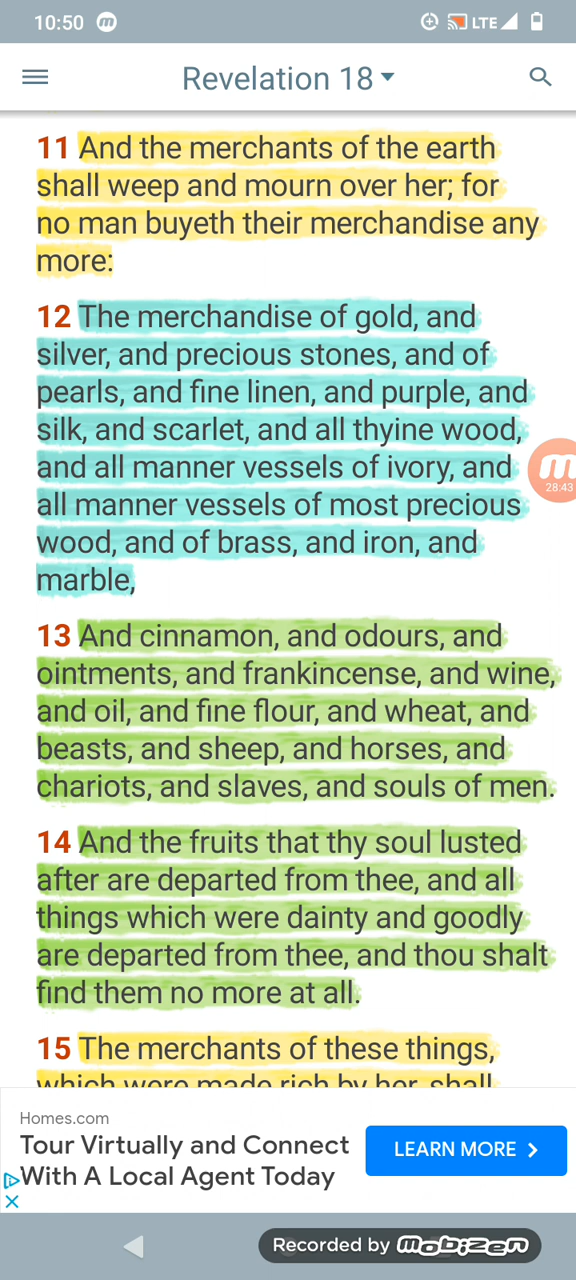 10:50 m LTE
Revelation 18
11 And the merchants of the earth
shall weep and mourn over her; for
no man buyeth their merchandise any
more:
12 The merchandise of gold, and
silver, and precious stones, and of
pearls, and fine linen, and purple, and
silk, and scarlet, and all thyine wood,
and all manner vessels of ivory, and
all manner vessels of most precious
wood, and of brass, and iron, and
marble,
m
28:43
13 And cinnamon, and odours, and
ointments, and frankincense, and wine,
and oil, and fine flour, and wheat, and
beasts, and sheep, and horses, and
chariots, and slaves, and souls of men.
14 And the fruits that thy soul lusted
after are departed from thee, and all
things which were dainty and goodly
are departed from thee, and thou shalt
find them no more at all.
15 The merchants of these things,
which were made rich by her, shall
Homes.com
Tour Virtually and Connect
With A Local Agent Today
LEARN MORE
Recorded by mobizen